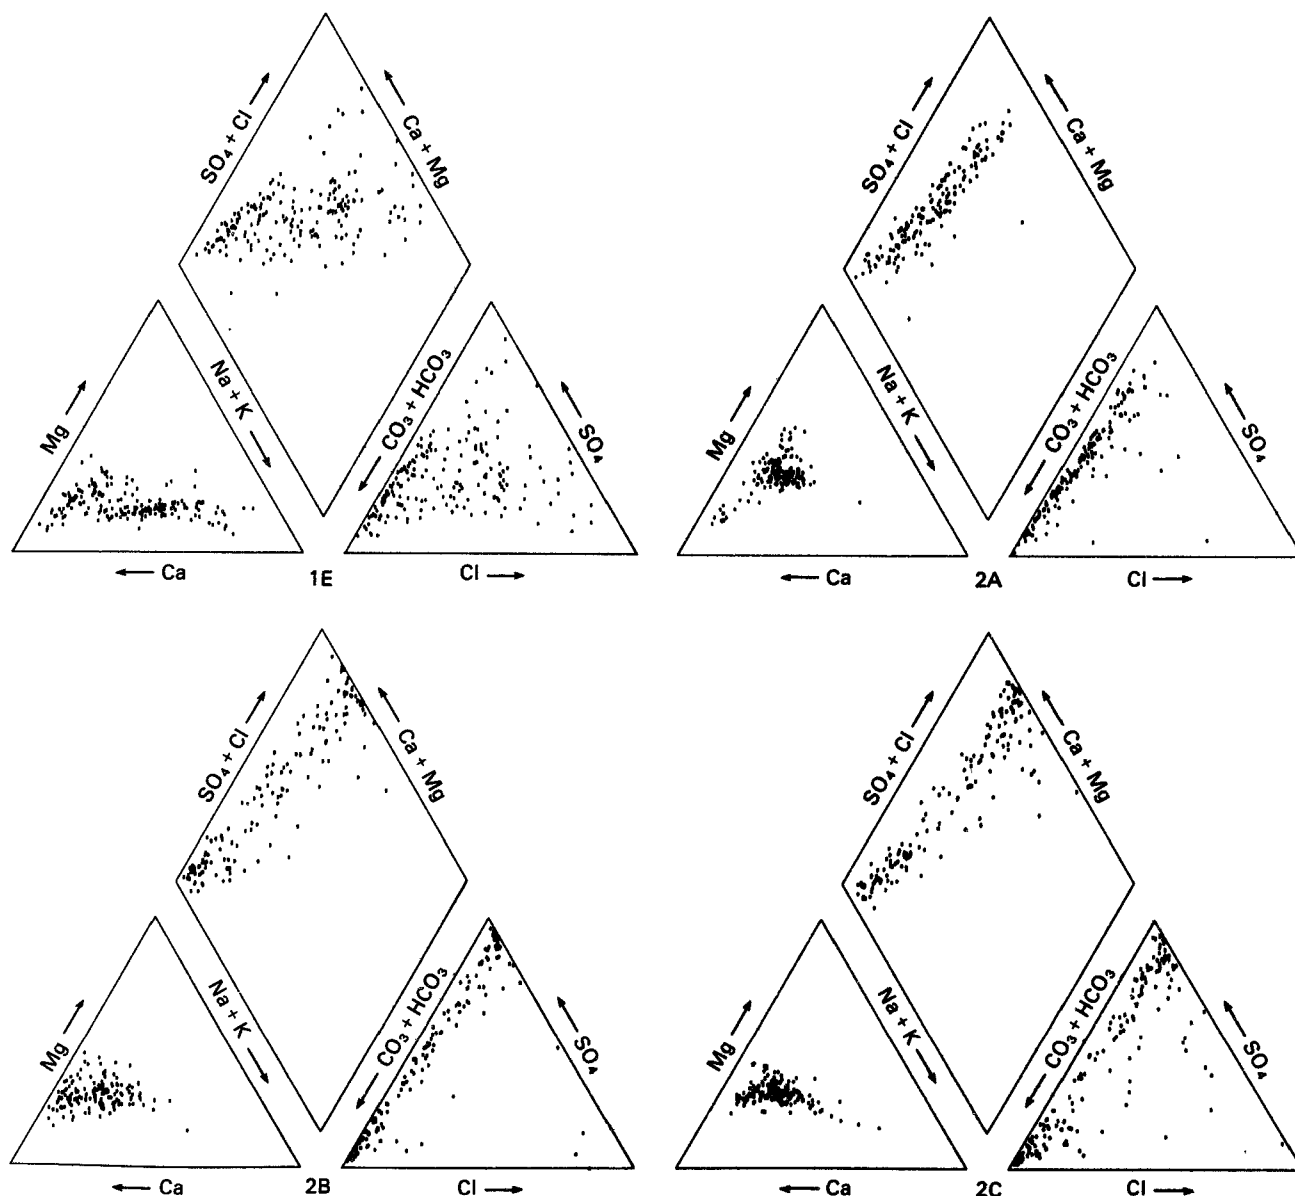 SO₄ + Cl
Ca + Mg
Mg
Na + K
CO₃ + HCO₃
SO₄
Ca
1E
Cl
SO₄ + Cl
Ca + Mg
Mg
Na + K
CO₃ + HCO₃
SO₄
Ca
2A
Cl
SO₄ + Cl
Ca + Mg
Mg
Na + K
CO₃ + HCO₃
SO₄
Ca
2B
Cl
SO₄ + Cl
Ca + Mg
Mg
Na + K
CO₃ + HCO₃
SO₄
Ca
2C
Cl